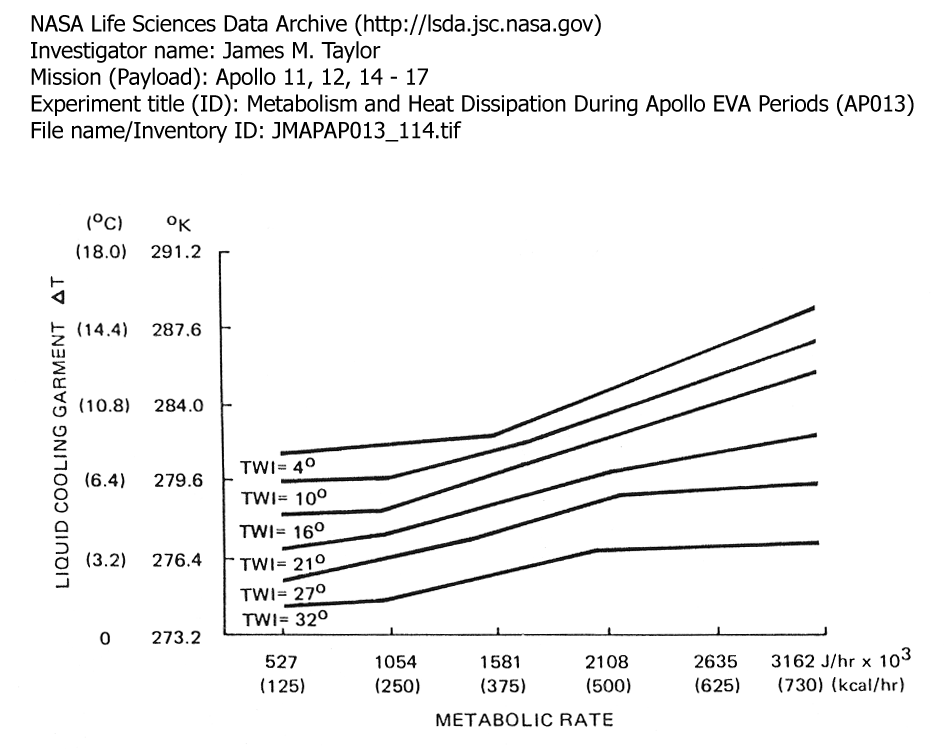 NASA Life Sciences Data Archive (http://lsda.jsc.nasa.gov)
Investigator name: James M. Taylor
Mission (Payload): Apollo 11, 12, 14 - 17
Experiment title (ID): Metabolism and Heat Dissipation During Apollo EVA Periods (AP013)
File name/Inventory ID: JMAPAP013_114.tif
(°C) °K
(18.0) 291.2
(14.4) 287.6
(10.8) 284.0
(6.4) 279.6
(3.2) 276.4
0 273.2
LIQUID COOLING GARMENT ΔT
TWI= 4°
TWI= 10°
TWI= 16°
TWI= 21°
TWI= 27°
TWI= 32°
527 1054 1581 2108 2635 3162 J/hr x 10³
(125) (250) (375) (500) (625) (730) (kcal/hr)
METABOLIC RATE